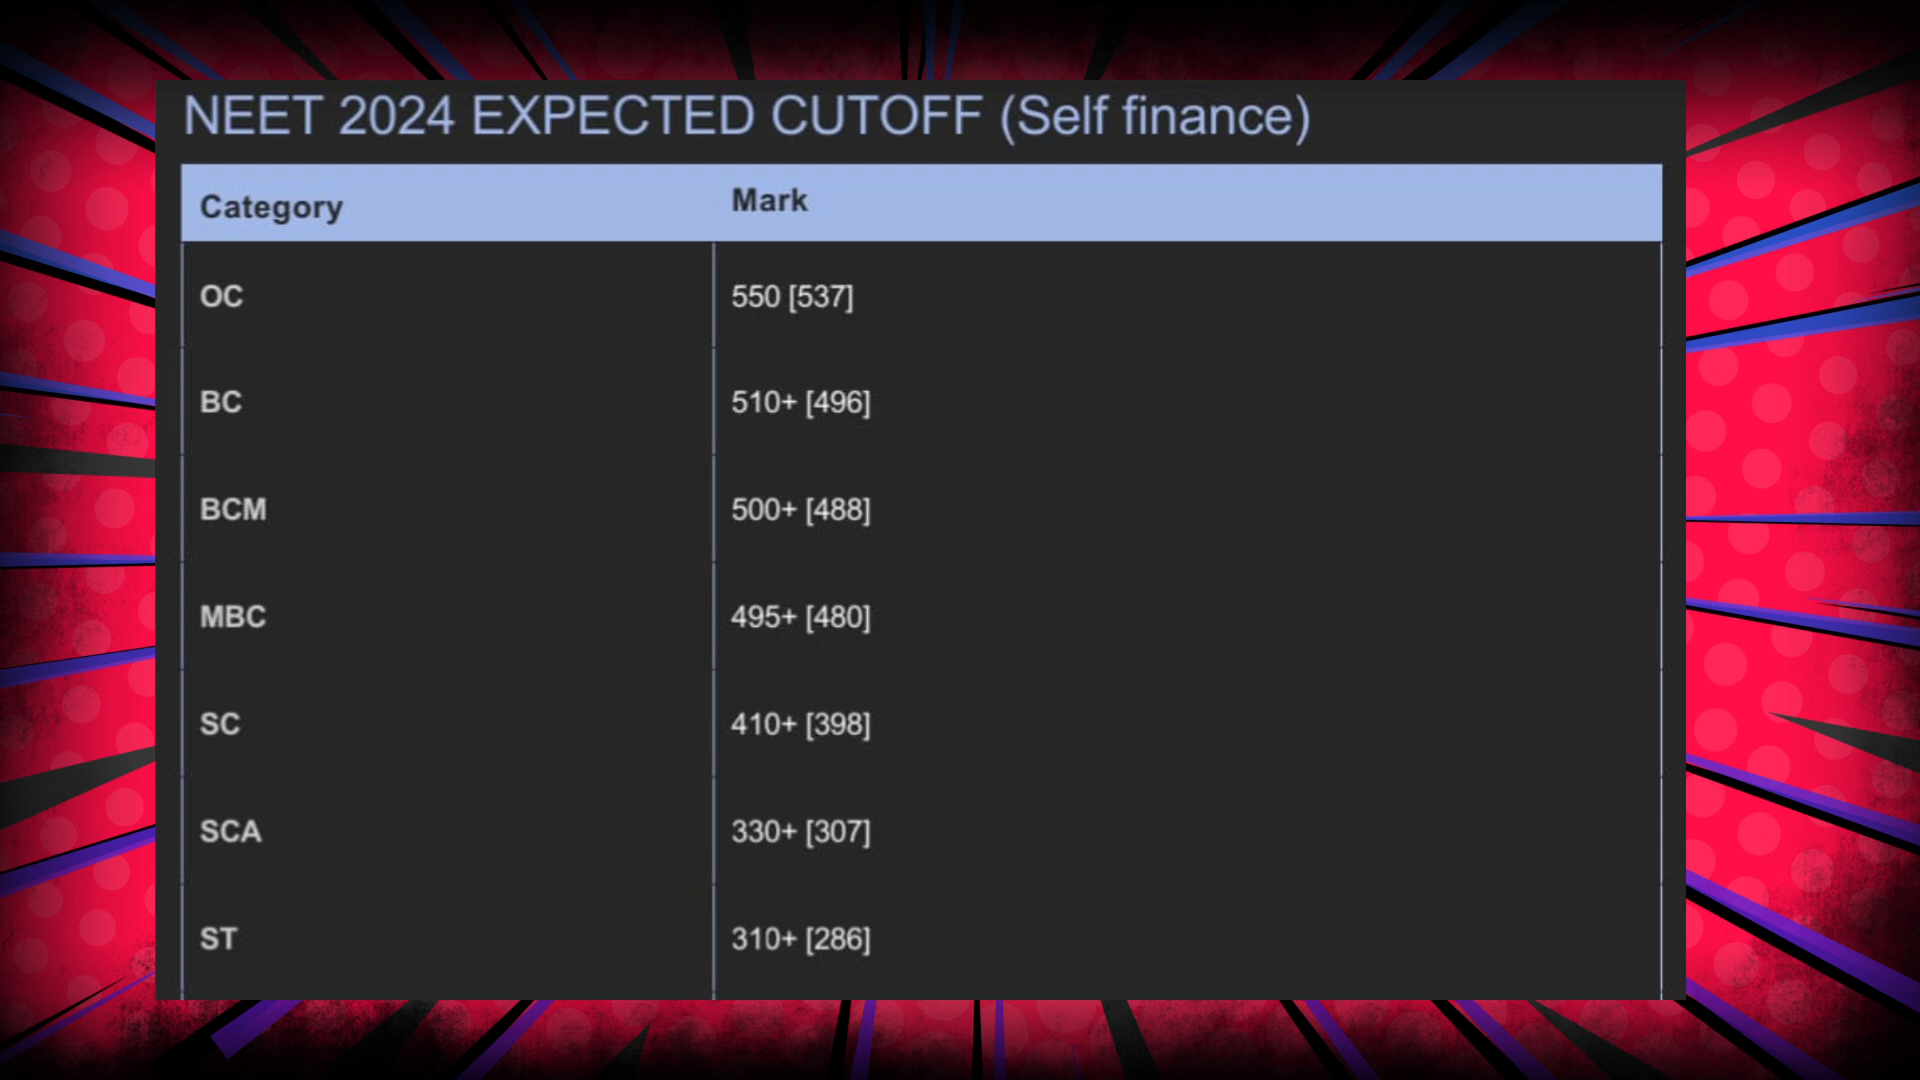 NEET 2024 EXPECTED CUTOFF (Self finance)
Category Mark
OC 550 [537]
BC 510+ [496]
BCM 500+ [488]
MBC 495+ [480]
SC 410+ [398]
SCA 330+ [307]
ST 310+ [286]